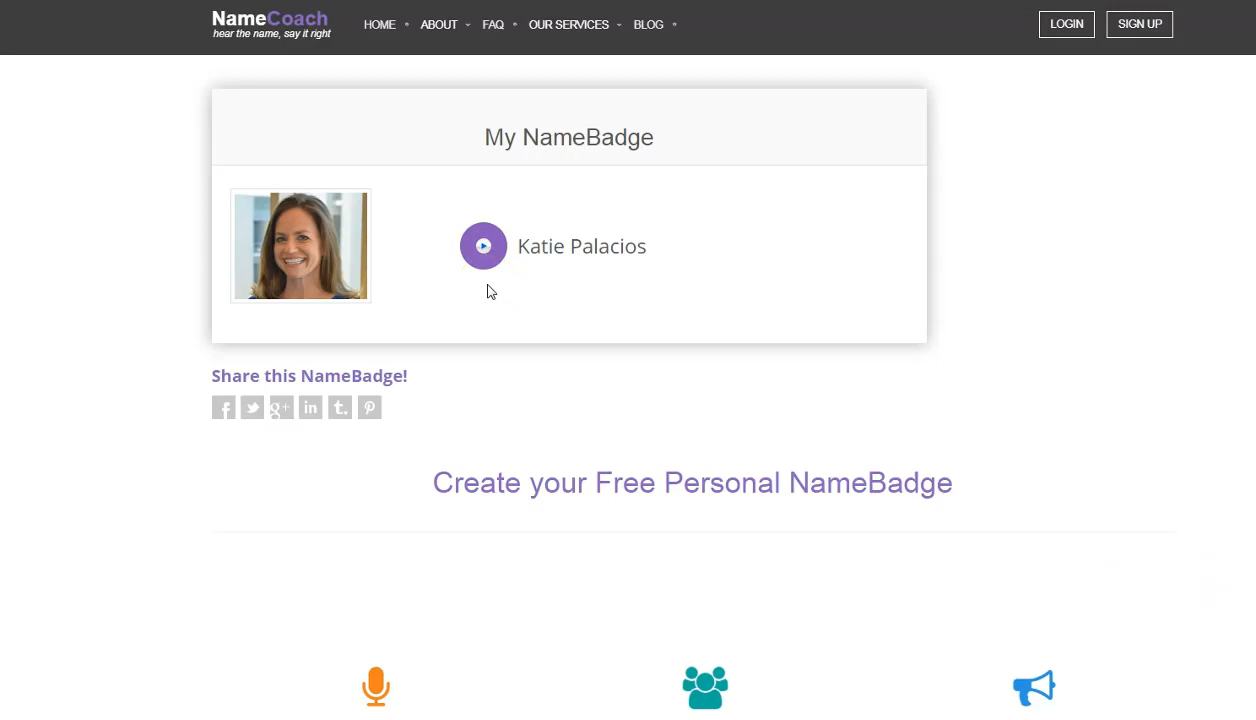 NameCoach
hear the name, say it right
HOME
ABOUT
FAQ
OUR SERVICES
BLOG
LOGIN
SIGN UP
My NameBadge
Katie Palacios
Share this NameBadge!
f
g+
in
t.
Create your Free Personal NameBadge